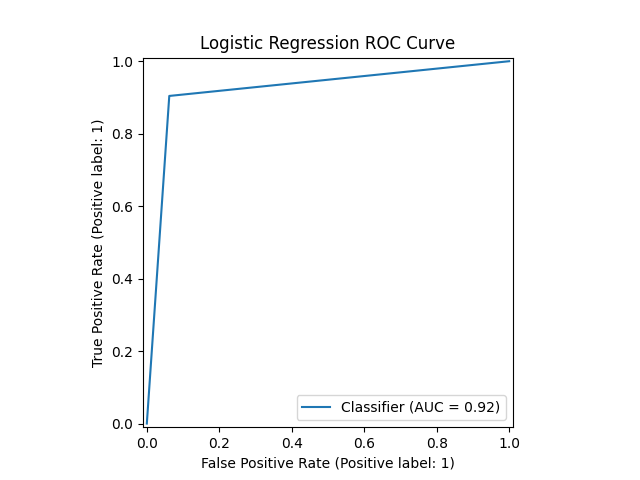 Logistic Regression ROC Curve
1.0
0.8
0.6
0.4
0.2
0.0
True Positive Rate (Positive label: 1)
Classifier (AUC = 0.92)
0.0 0.2 0.4 0.6 0.8 1.0
False Positive Rate (Positive label: 1)